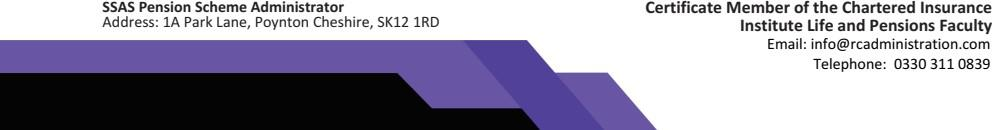 SSAS Pension Scheme Administrator
Address: 1A Park Lane, Poynton Cheshire, SK12 1RD
Certificate Member of the Chartered Insurance
Institute Life and Pensions Faculty
Email: info@rcadministration.com
Telephone: 0330 311 0839